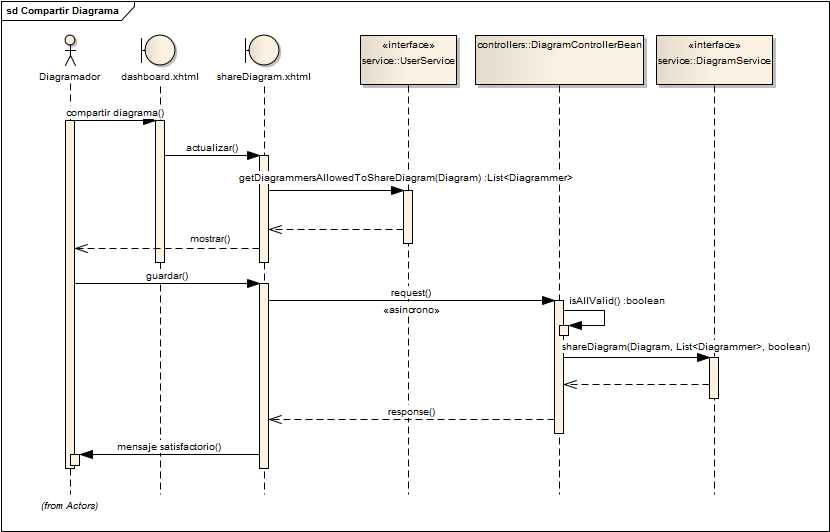 sd Compartir Diagrama
Diagramador
dashboard.xhtml
shareDiagram.xhtml
«interface»
service::UserService
controllers::DiagramControllerBean
«interface»
service::DiagramService
compartir diagrama()
actualizar()
getDiagrammersAllowedToShareDiagram(Diagram) :List<Diagrammer>
mostrar()
guardar()
request()
«asincrono»
isAllValid() :boolean
shareDiagram(Diagram, List<Diagrammer>, boolean)
response()
mensaje satisfactorio()
(from Actors)